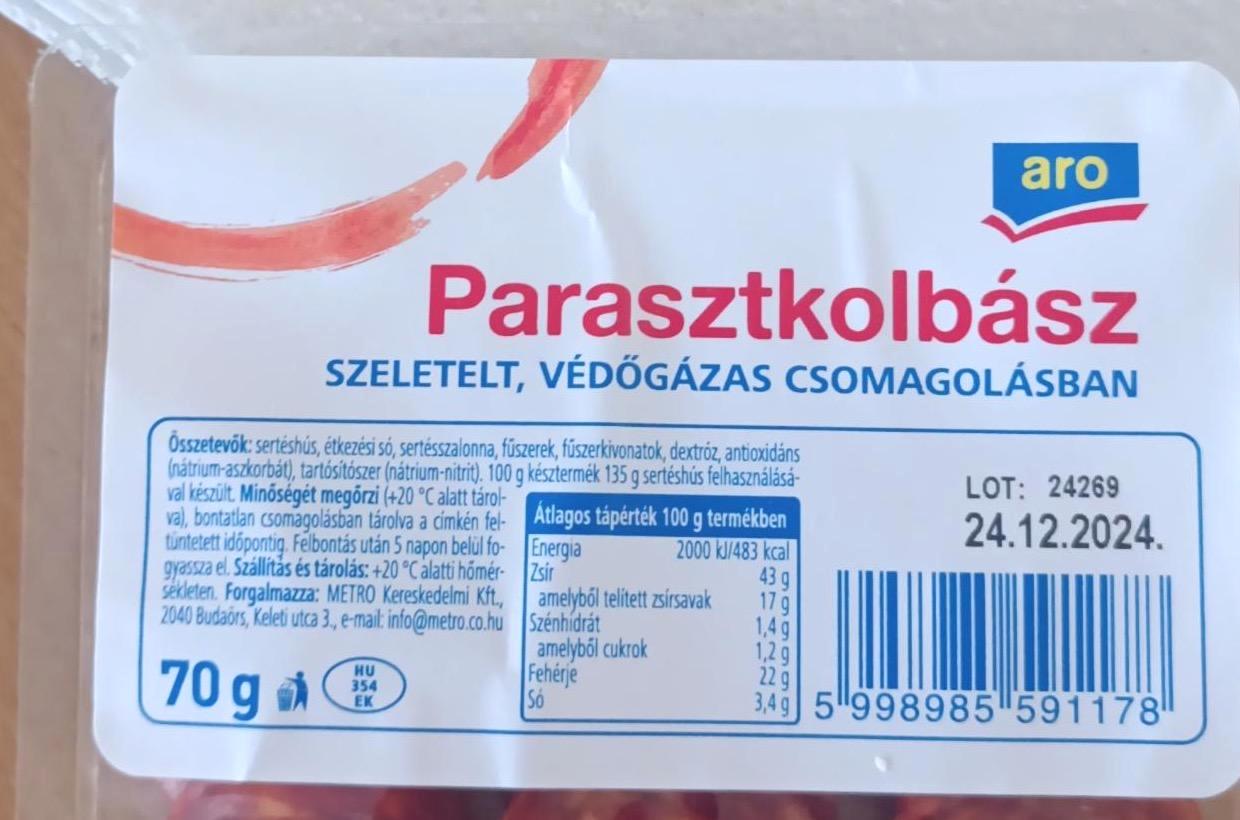 aro
Parasztkolbász
SZELETELT, VÉDŐGÁZAS CSOMAGOLÁSBAN
Összetevők: sertéshús, étkezési só, sertésszalonna, fűszerek, fűszerkivonatok, dextróz, antioxidáns
(nátrium-aszkorbát), tartósítószer (nátrium-nitrit). 100 g késztermék 135 g sertéshús felhasználásá-
val készült. Minőségét megőrzi (+20 °C alatt tárol-
va), bontatlan csomagolásban tárolva a címkén fel-
tüntetett időpontig. Felbontás után 5 napon belül fo-
gyassza el. Szállítás és tárolás: +20 °C alatti hőmér-
sékleten. Forgalmazza: METRO Kereskedelmi Kft.,
2040 Budaörs, Keleti utca 3., e-mail: info@metro.co.hu
70 g
HU
354
EK
Átlagos tápérték 100 g termékben
Energia 2000 kJ/483 kcal
Zsír 43 g
amelyből telített zsírsavak 17 g
Szénhidrát 1,4 g
amelyből cukrok 1,2 g
Fehérje 22 g
Só 3,4 g
LOT: 24269
24.12.2024.
5 998985 591178